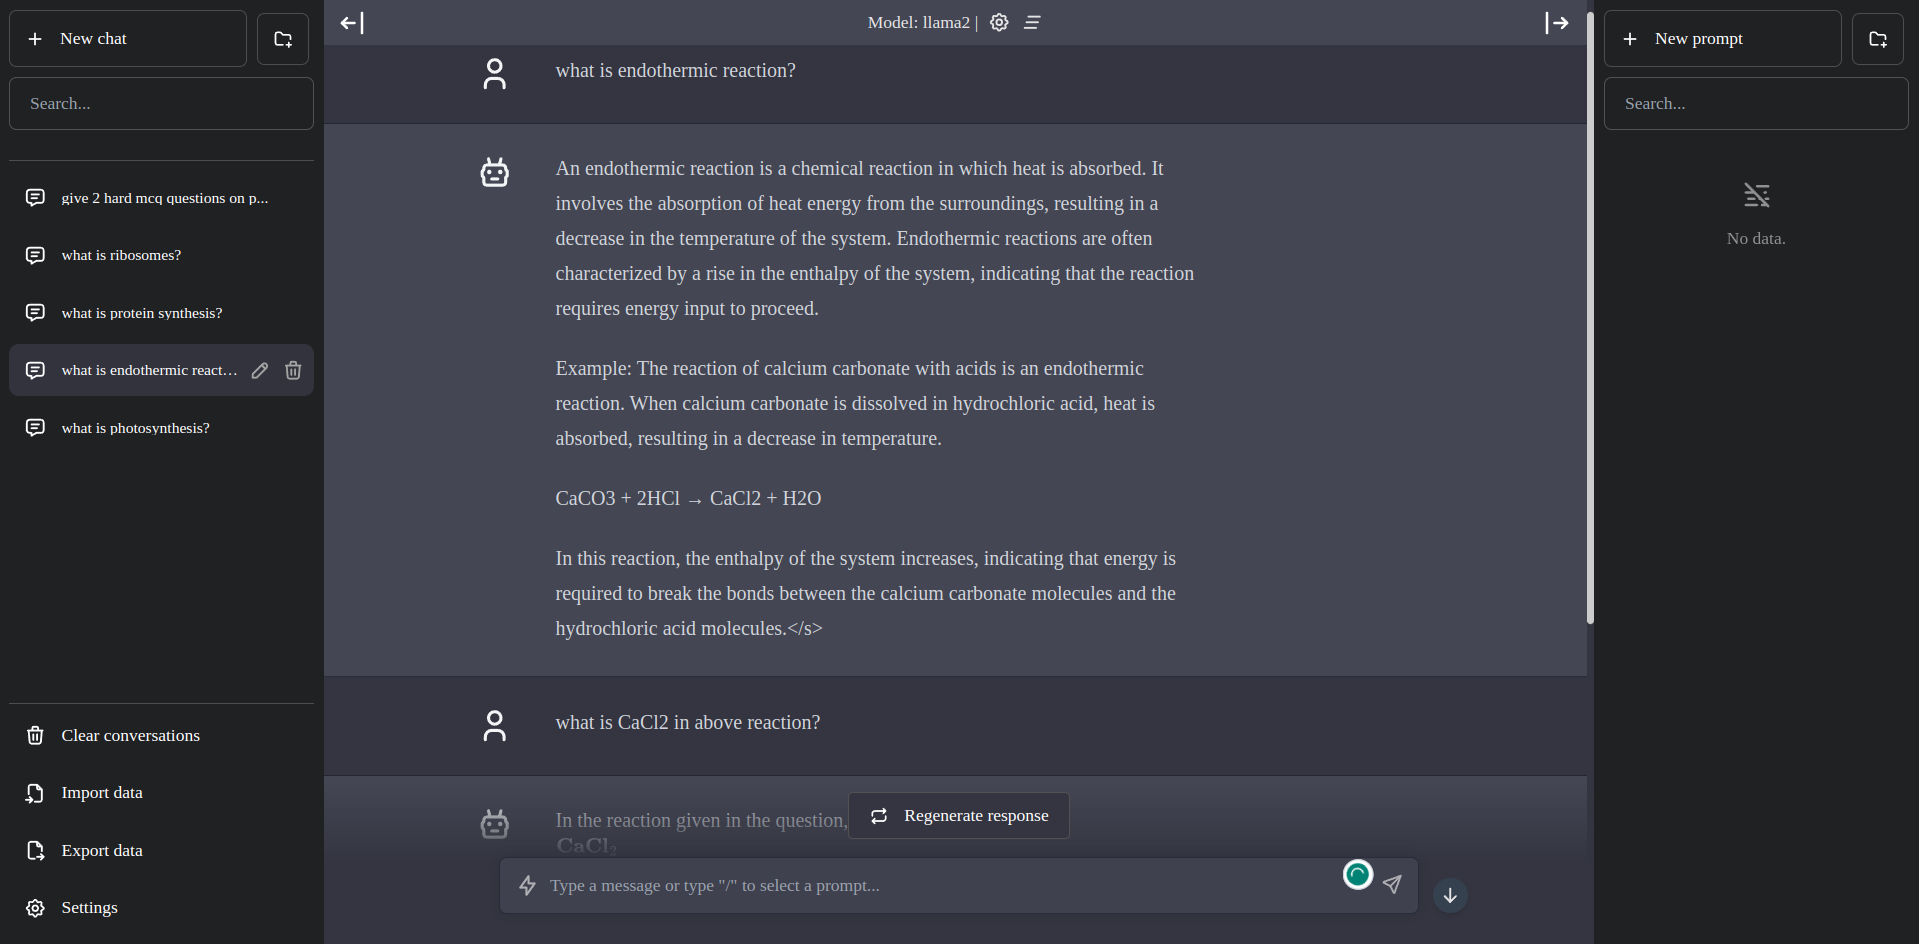 New chat
Search...
give 2 hard mcq questions on p...
what is ribosomes?
what is protein synthesis?
what is endothermic react...
what is photosynthesis?
Clear conversations
Import data
Export data
Settings
Model: llama2 |
what is endothermic reaction?
An endothermic reaction is a chemical reaction in which heat is absorbed. It
involves the absorption of heat energy from the surroundings, resulting in a
decrease in the temperature of the system. Endothermic reactions are often
characterized by a rise in the enthalpy of the system, indicating that the reaction
requires energy input to proceed.
Example: The reaction of calcium carbonate with acids is an endothermic
reaction. When calcium carbonate is dissolved in hydrochloric acid, heat is
absorbed, resulting in a decrease in temperature.
CaCO3 + 2HCl → CaCl2 + H2O
In this reaction, the enthalpy of the system increases, indicating that energy is
required to break the bonds between the calcium carbonate molecules and the
hydrochloric acid molecules.</s>
what is CaCl2 in above reaction?
In the reaction given in the question,
CaCl₂
Regenerate response
Type a message or type "/" to select a prompt...
New prompt
Search...
No data.